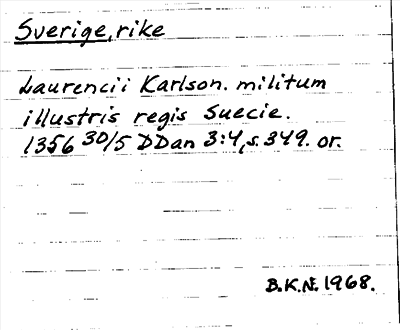 Sverige, rike
Laurencii Karlson. militum
illustris regis Suecie.
1356 30/5 DDan 3:4, s. 349. or.
B.K.N. 1968.